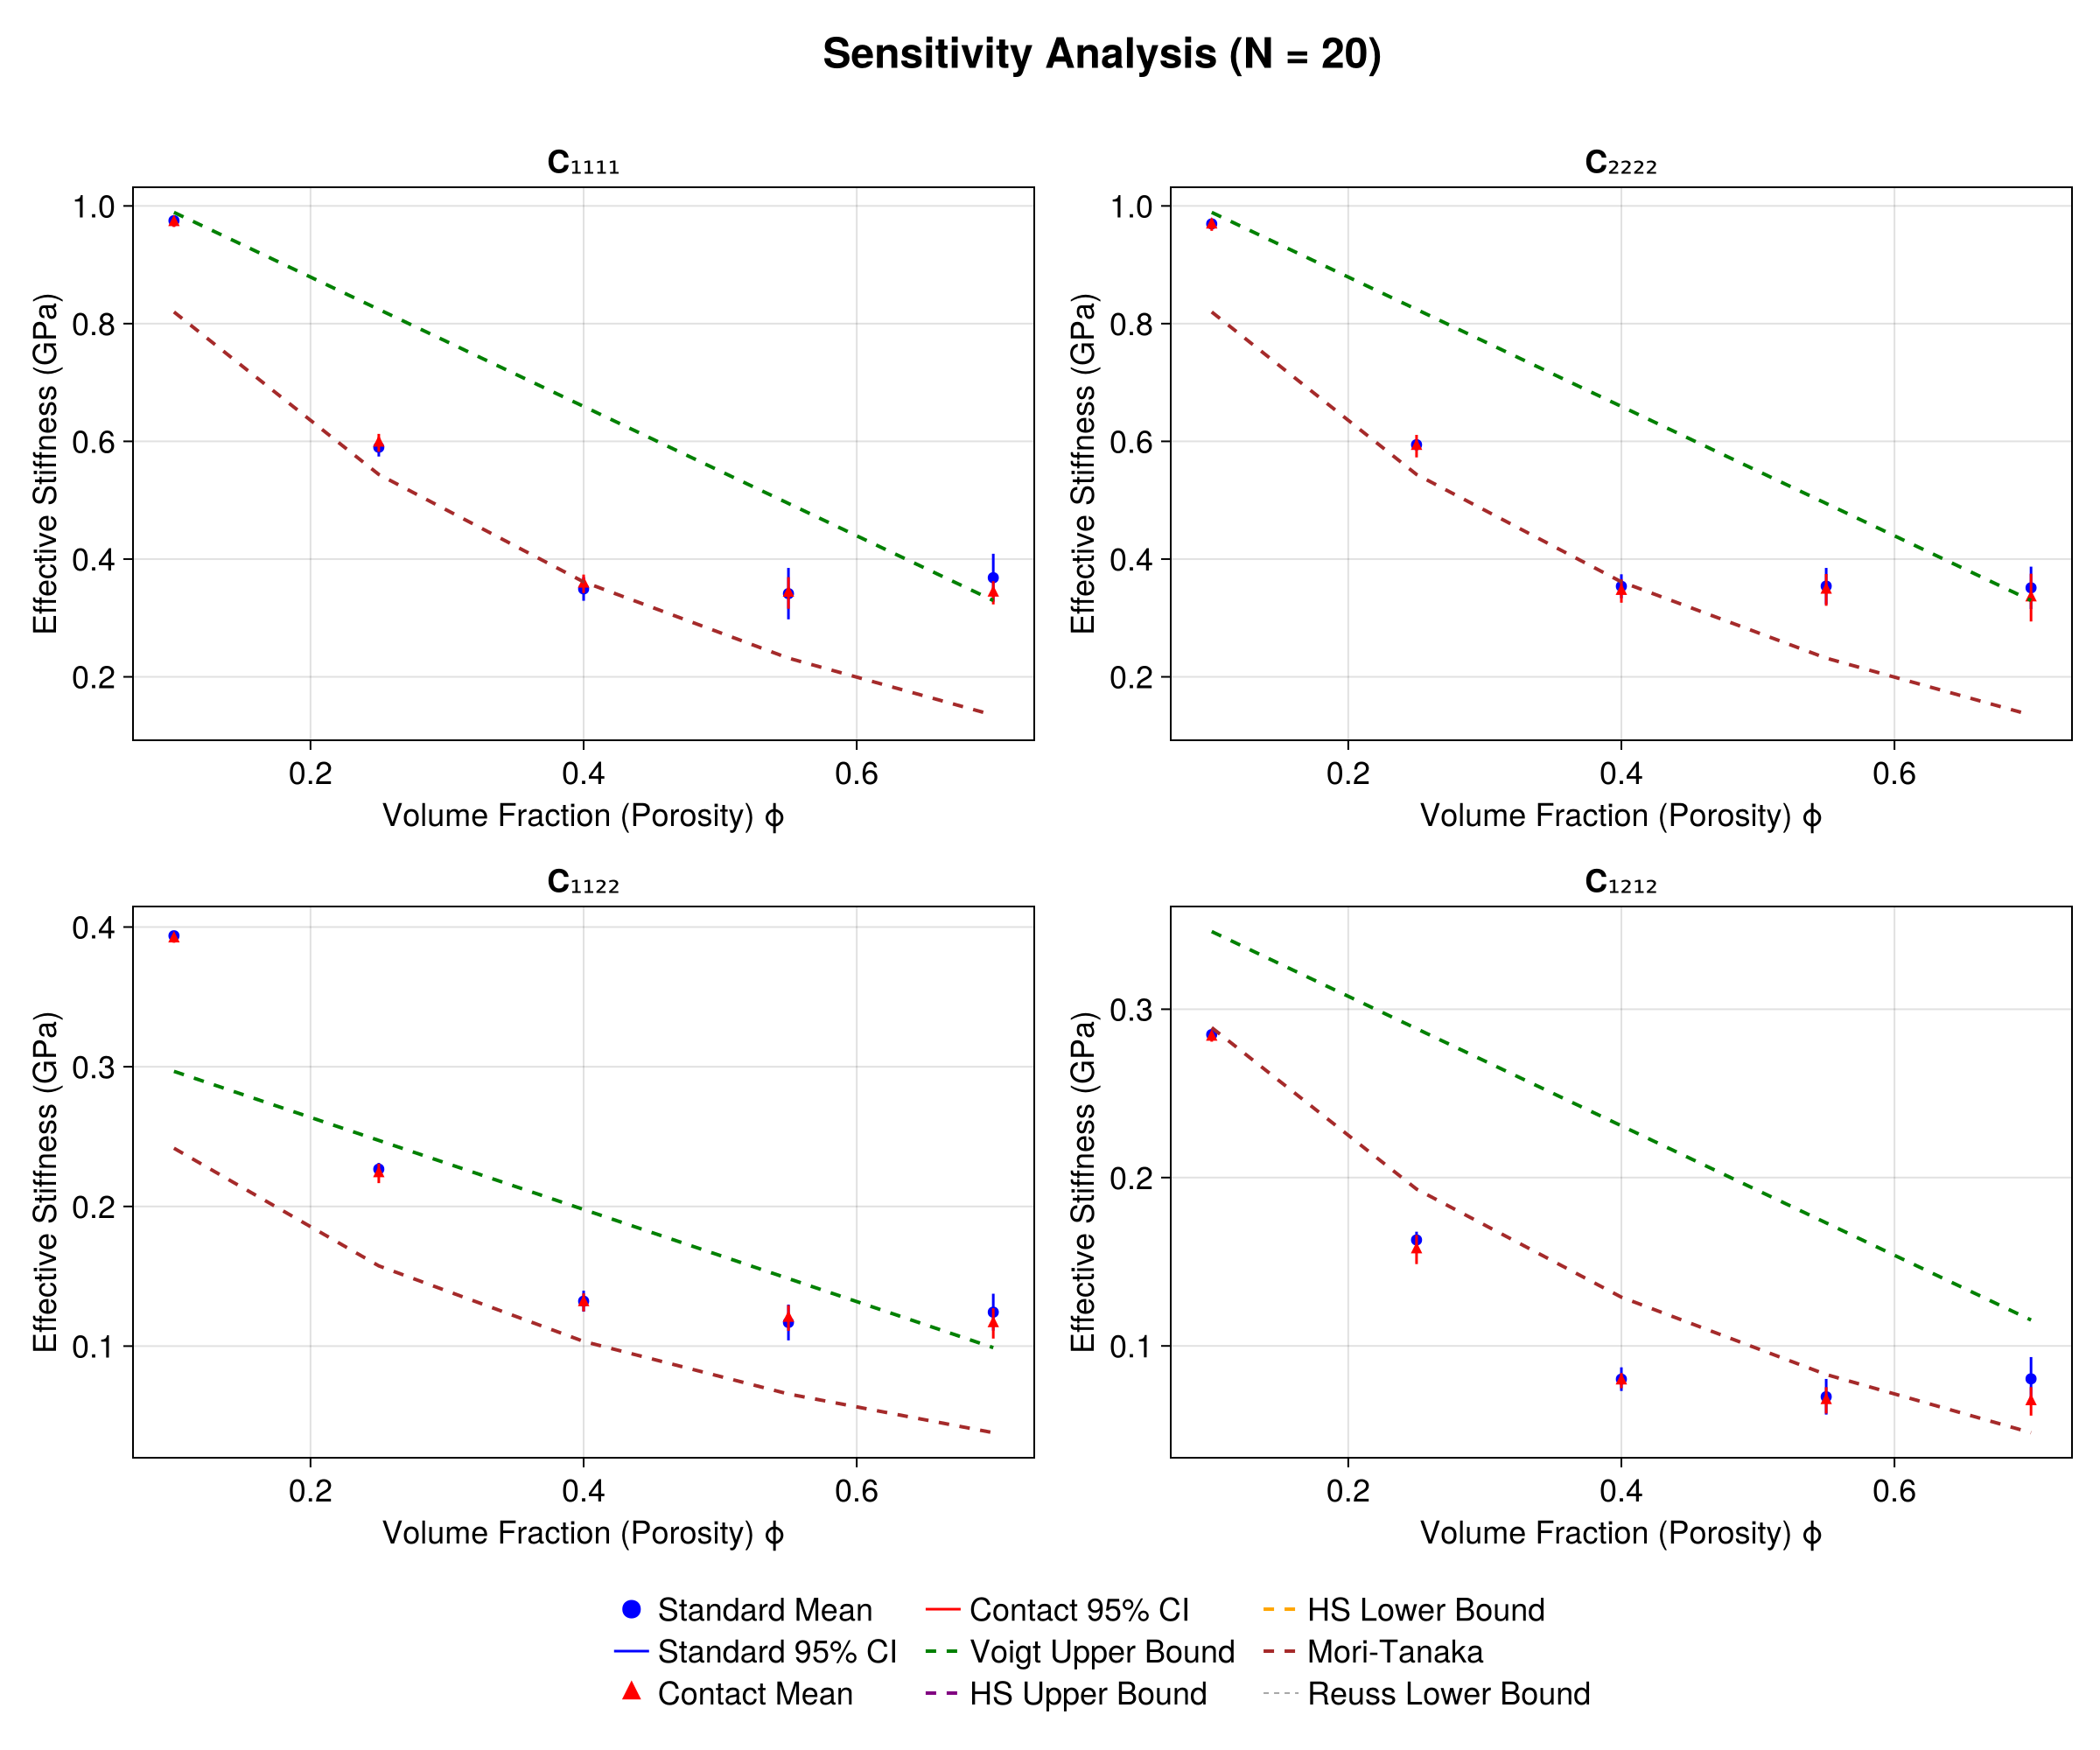 Sensitivity Analysis (N = 20)
C₁₁₁₁
1.0
0.8
0.6
0.4
0.2
Effective Stiffness (GPa)
0.2 0.4 0.6
Volume Fraction (Porosity) ϕ
C₂₂₂₂
1.0
0.8
0.6
0.4
0.2
Effective Stiffness (GPa)
0.2 0.4 0.6
Volume Fraction (Porosity) ϕ
C₁₁₂₂
0.4
0.3
0.2
0.1
Effective Stiffness (GPa)
0.2 0.4 0.6
Volume Fraction (Porosity) ϕ
C₁₂₁₂
0.3
0.2
0.1
Effective Stiffness (GPa)
0.2 0.4 0.6
Volume Fraction (Porosity) ϕ
Standard Mean
Standard 95% CI
Contact Mean
Contact 95% CI
Voigt Upper Bound
HS Upper Bound
HS Lower Bound
Mori-Tanaka
Reuss Lower Bound